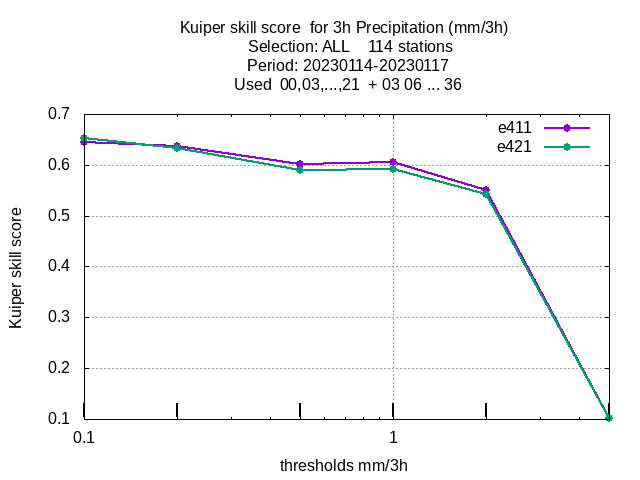 Kuiper skill score  for 3h Precipitation (mm/3h)
Selection: ALL    114 stations
Period: 20230114-20230117
Used  00,03,...,21  + 03 06 ... 36
e411
e421
0.7
0.6
0.5
0.4
0.3
0.2
0.1
Kuiper skill score
0.1
1
thresholds mm/3h